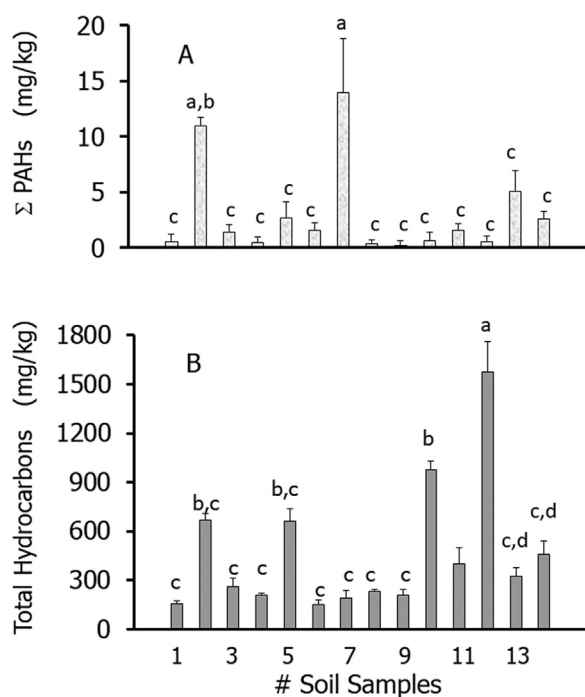 Σ PAHs (mg/kg)
20
15
10
5
0
A
c
a,b
c
c
c
c
a
c
c
c
c
c
c
c
Total Hydrocarbons
(mg/kg)
1800
1500
1200
900
600
300
0
B
c
b,c
c
c
b,c
c
c
c
c
b
a
c,d
c,d
1 3 5 7 9 11 13
# Soil Samples